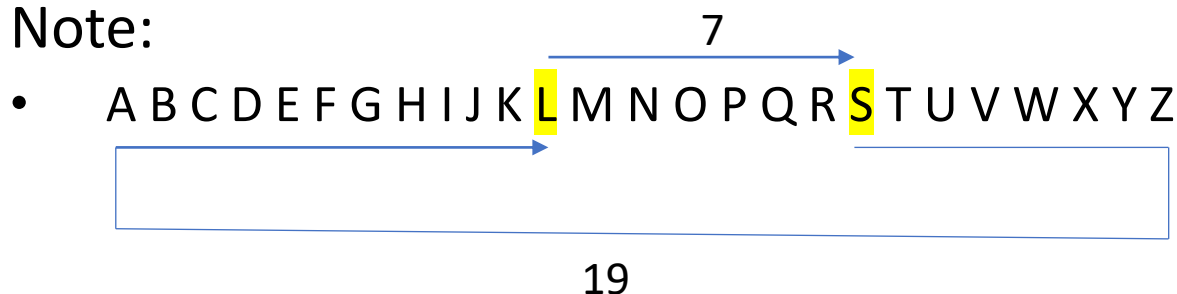 Note:
7
• A B C D E F G H I J K L M N O P Q R S T U V W X Y Z
19